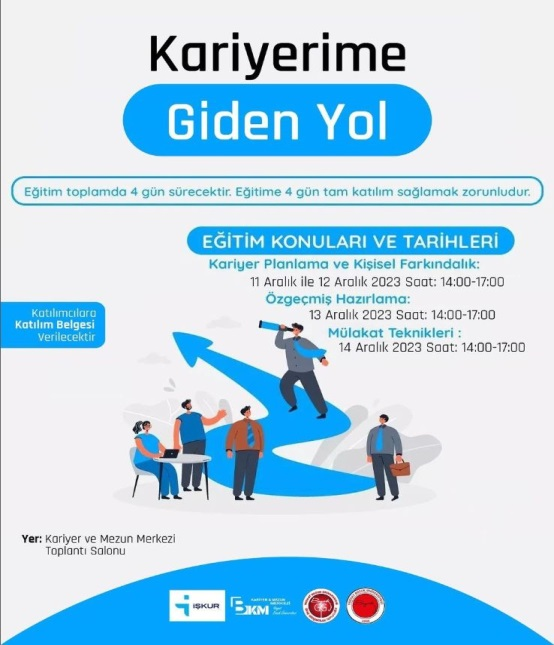 Kariyerime
Giden Yol
Eğitim toplamda 4 gün sürecektir. Eğitime 4 gün tam katılım sağlamak zorunludur.
EĞİTİM KONULARI VE TARİHLERİ
Kariyer Planlama ve Kişisel Farkındalık:
11 Aralık ile 12 Aralık 2023 Saat: 14:00-17:00
Özgeçmiş Hazırlama:
13 Aralık 2023 Saat: 14:00-17:00
Mülakat Teknikleri :
14 Aralık 2023 Saat: 14:00-17:00
Katılımcılara
Katılım Belgesi
Verilecektir
Yer: Kariyer ve Mezun Merkezi
Toplantı Salonu
İŞKUR
BKM